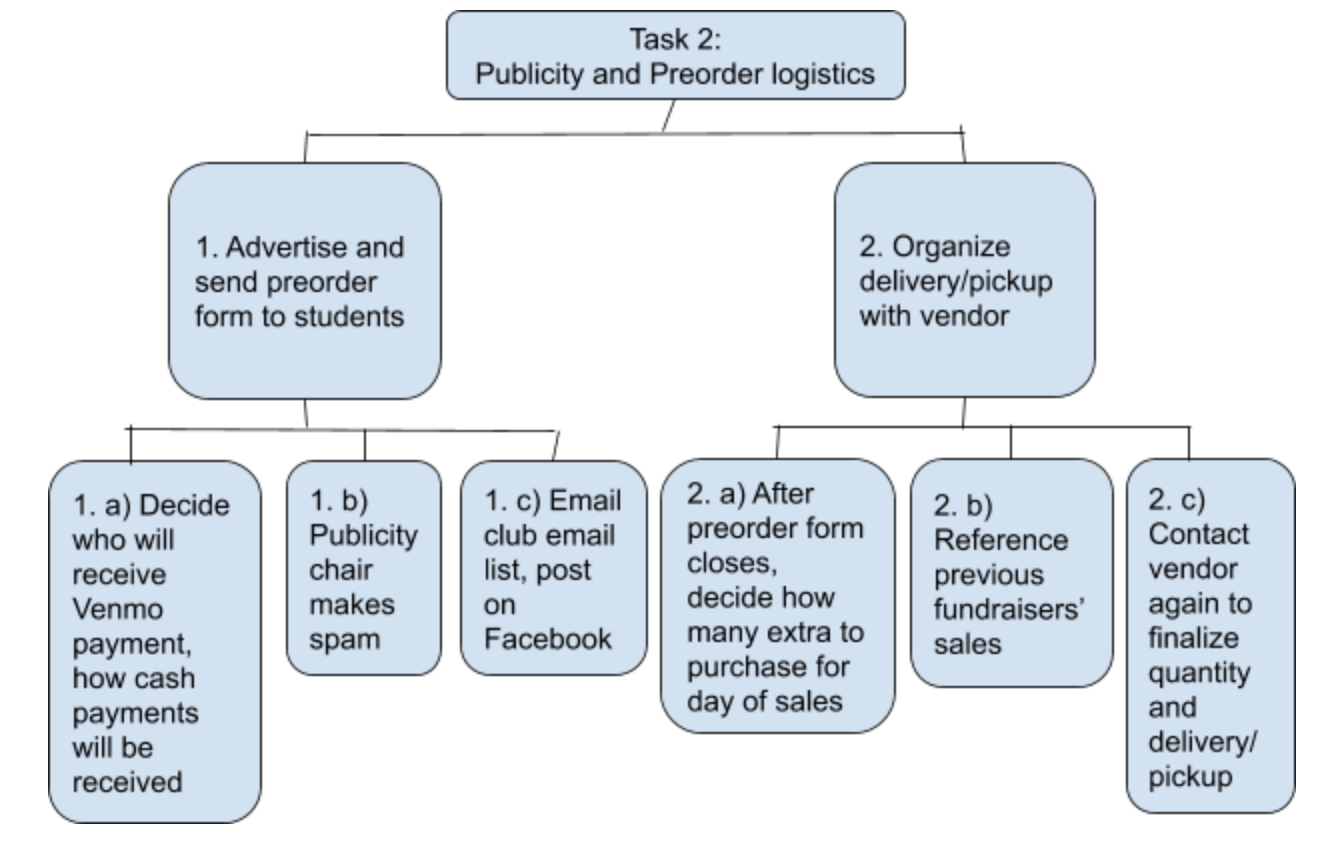 Task 2:
Publicity and Preorder logistics
1. Advertise and
send preorder
form to students
2. Organize
delivery/pickup
with vendor
1. a) Decide
who will
receive
Venmo
payment,
how cash
payments
will be
received
1. b)
Publicity
chair
makes
spam
1. c) Email
club email
list, post
on
Facebook
2. a) After
preorder form
closes,
decide how
many extra to
purchase for
day of sales
2. b)
Reference
previous
fundraisers’
sales
2. c)
Contact
vendor
again to
finalize
quantity
and
delivery/
pickup